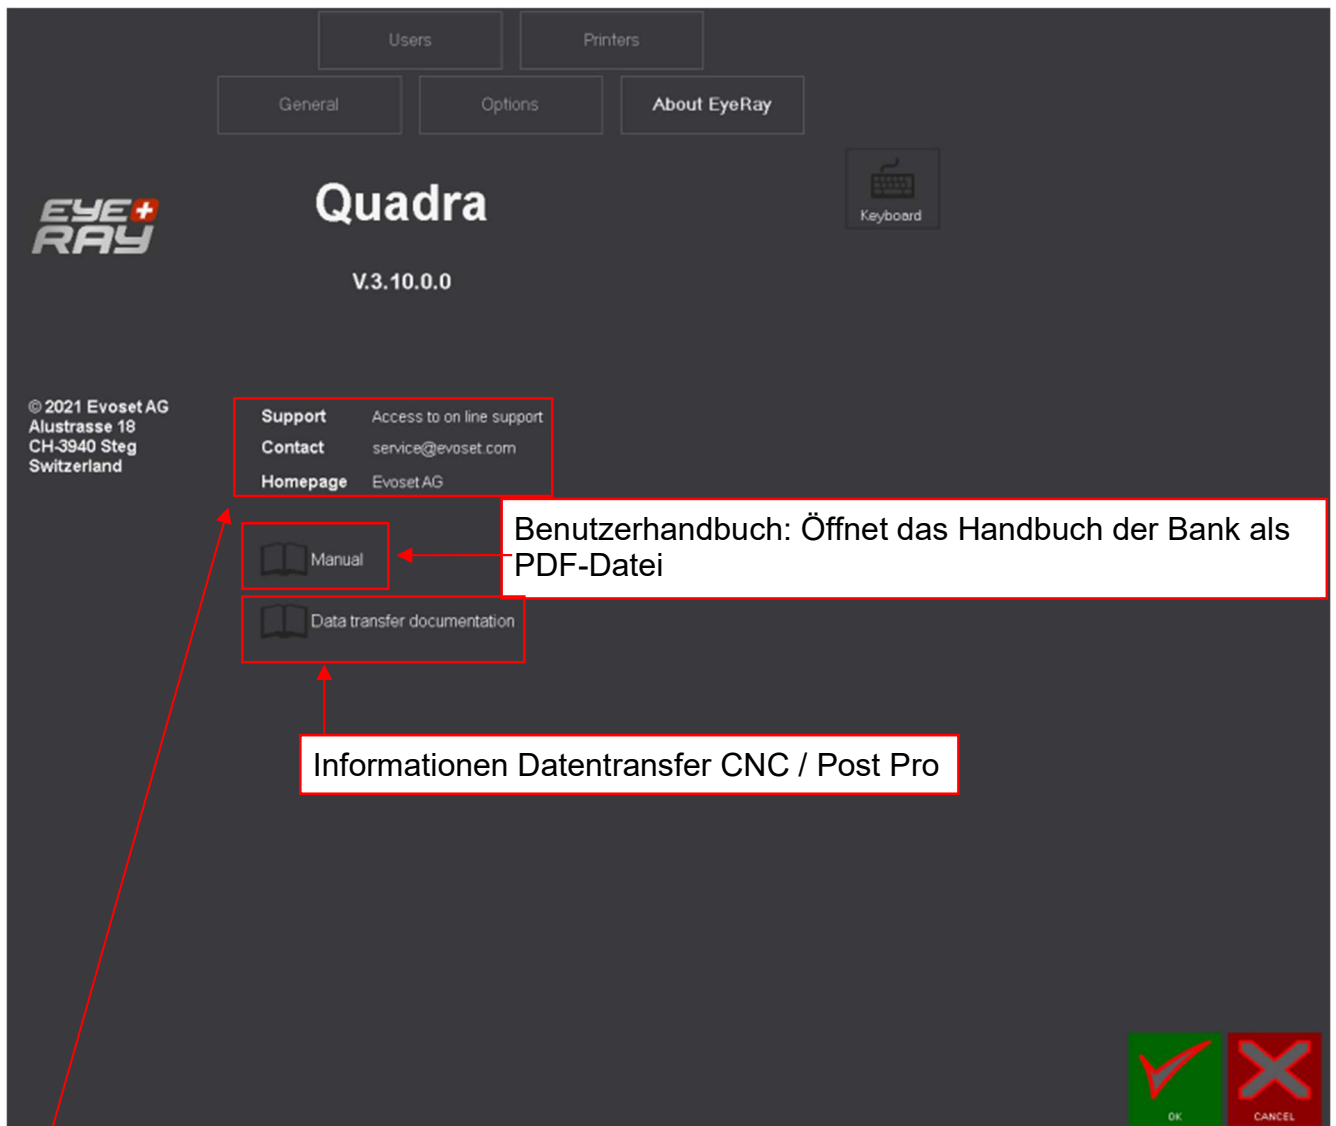 Users
Printers
General
Options
About EyeRay
EYE
RAY
Quadra
Keyboard
V.3.10.0.0
© 2021 Evoset AG
Alustrasse 18
CH-3940 Steg
Switzerland
Support Access to on line support
Contact service@evoset.com
Homepage Evoset AG
Benutzerhandbuch: Öffnet das Handbuch der Bank als
PDF-Datei
Manual
Data transfer documentation
Informationen Datentransfer CNC / Post Pro
OK
CANCEL